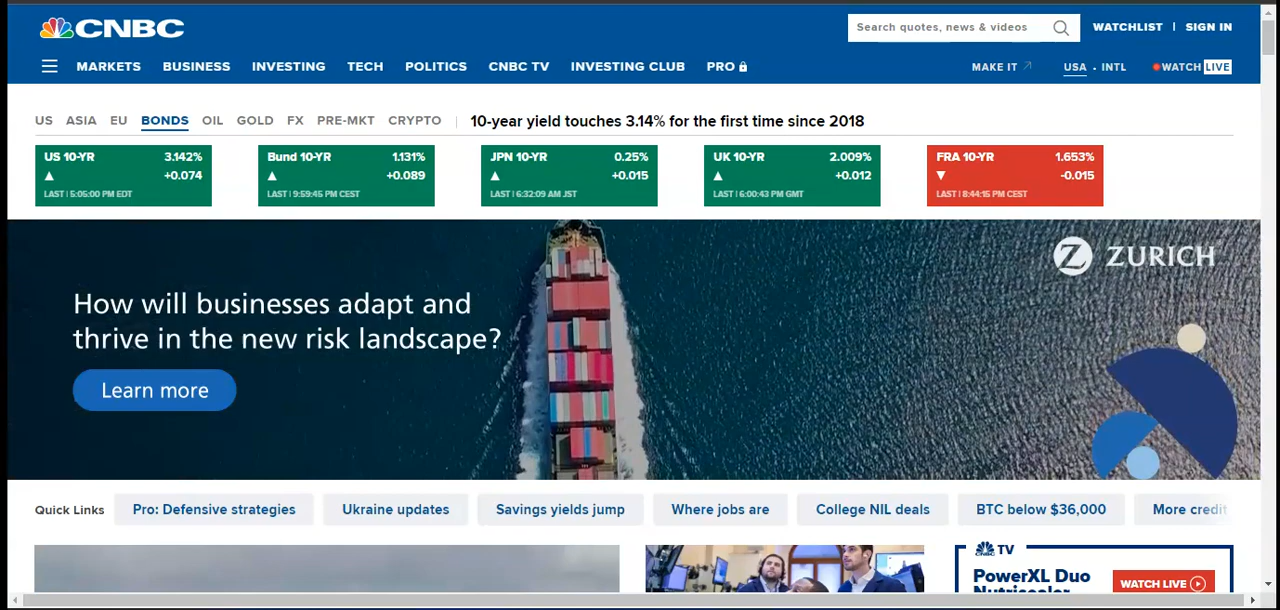 CNBC
Search quotes, news & videos
WATCHLIST | SIGN IN
MARKETS BUSINESS INVESTING TECH POLITICS CNBC TV INVESTING CLUB PRO
MAKE IT USA • INTL WATCH LIVE
US ASIA EU BONDS OIL GOLD FX PRE-MKT CRYPTO | 10-year yield touches 3.14% for the first time since 2018
US 10-YR 3.142%
+0.074
LAST | 5:05:00 PM EDT
Bund 10-YR 1.131%
+0.089
LAST | 9:59:45 PM CEST
JPN 10-YR 0.25%
+0.015
LAST | 6:32:09 AM JST
UK 10-YR 2.009%
+0.012
LAST | 6:00:43 PM GMT
FRA 10-YR 1.653%
-0.015
LAST | 8:44:15 PM CEST
ZURICH
How will businesses adapt and
thrive in the new risk landscape?
Learn more
Quick Links Pro: Defensive strategies Ukraine updates Savings yields jump Where jobs are College NIL deals BTC below $36,000 More credit
CNBC TV
PowerXL Duo
Nutrisealer
WATCH LIVE